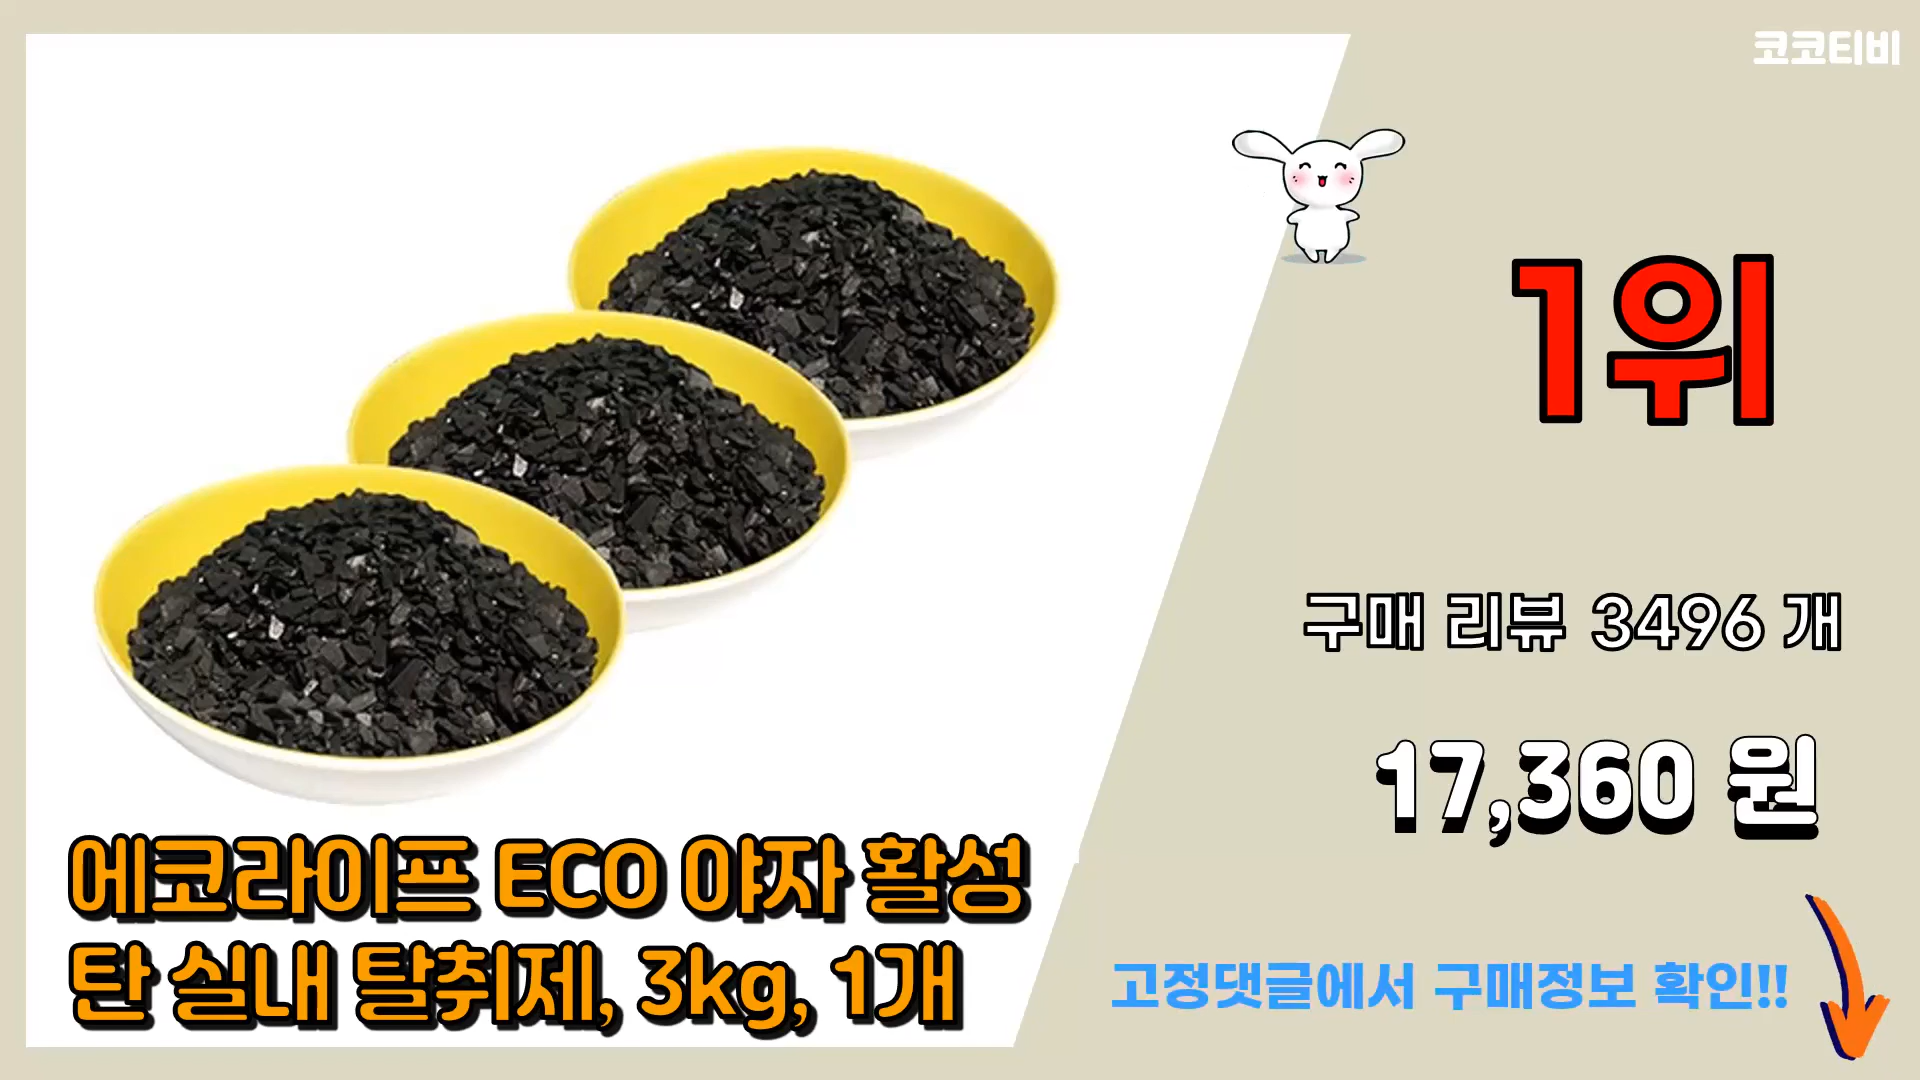 코코티비
1위
구매 리뷰 3496 개
17,360 원
에코라이프 ECO 야자 활성
탄 실내 탈취제, 3kg, 1개
고정댓글에서 구매정보 확인!!